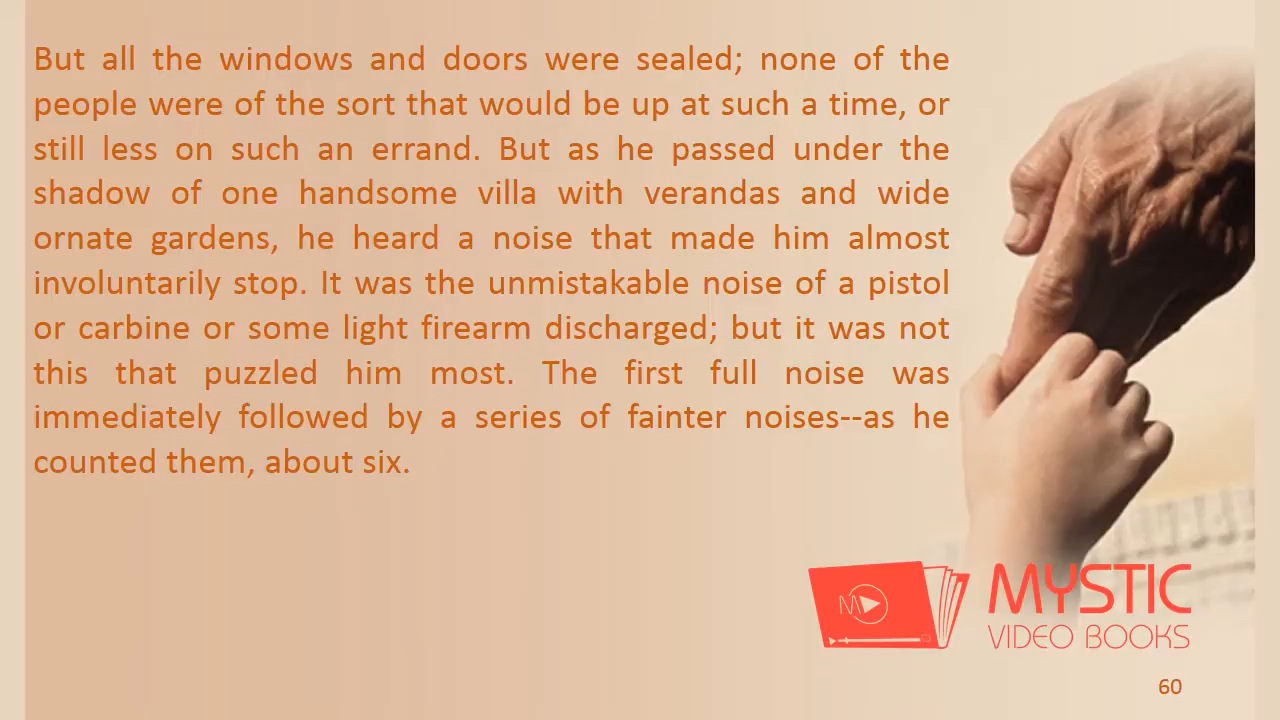 But all the windows and doors were sealed; none of the
people were of the sort that would be up at such a time, or
still less on such an errand. But as he passed under the
shadow of one handsome villa with verandas and wide
ornate gardens, he heard a noise that made him almost
involuntarily stop. It was the unmistakable noise of a pistol
or carbine or some light firearm discharged; but it was not
this that puzzled him most. The first full noise was
immediately followed by a series of fainter noises--as he
counted them, about six.
M
MYSTIC
VIDEO BOOKS
60